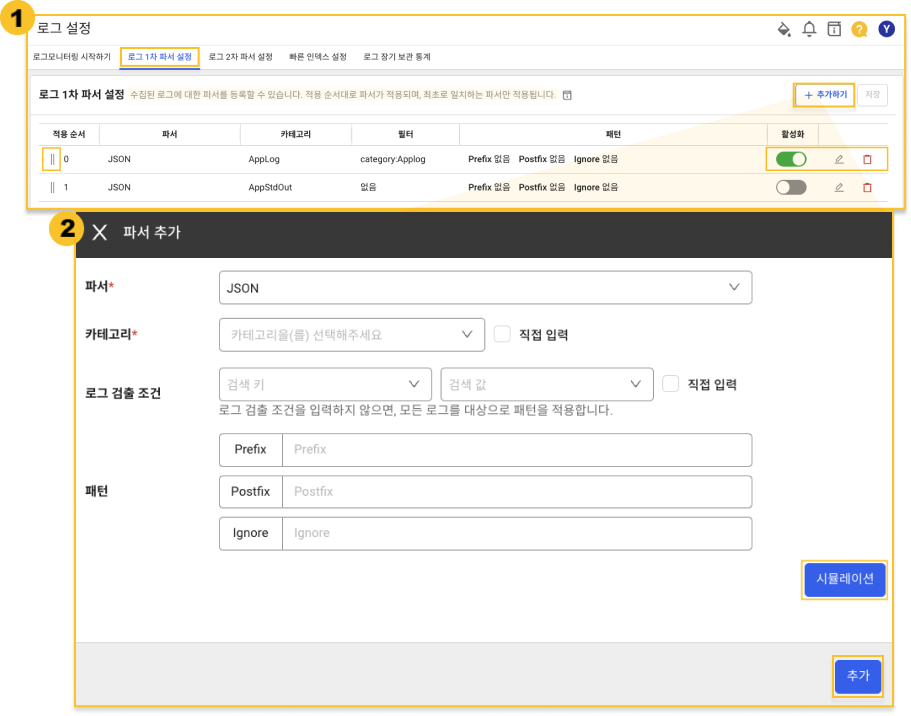 1
로그 설정
Y
로그모니터링 시작하기 로그 1차 파서 설정 로그 2차 파서 설정 빠른 인덱스 설정 로그 장기 보관 통계
로그 1차 파서 설정 수집된 로그에 대한 파서를 등록할 수 있습니다. 적용 순서대로 파서가 적용되며, 최초로 일치하는 파서만 적용됩니다. + 추가하기 저장
적용 순서 파서 카테고리 필터 패턴 활성화
0 JSON AppLog category:Applog Prefix 없음 Postfix 없음 Ignore 없음
1 JSON AppStdOut 없음 Prefix 없음 Postfix 없음 Ignore 없음
2 X 파서 추가
파서* JSON
카테고리* 카테고리을(를) 선택해주세요 직접 입력
로그 검출 조건 검색 키 검색 값 직접 입력
로그 검출 조건을 입력하지 않으면, 모든 로그를 대상으로 패턴을 적용합니다.
Prefix Prefix
패턴 Postfix Postfix
Ignore Ignore
시뮬레이션
추가